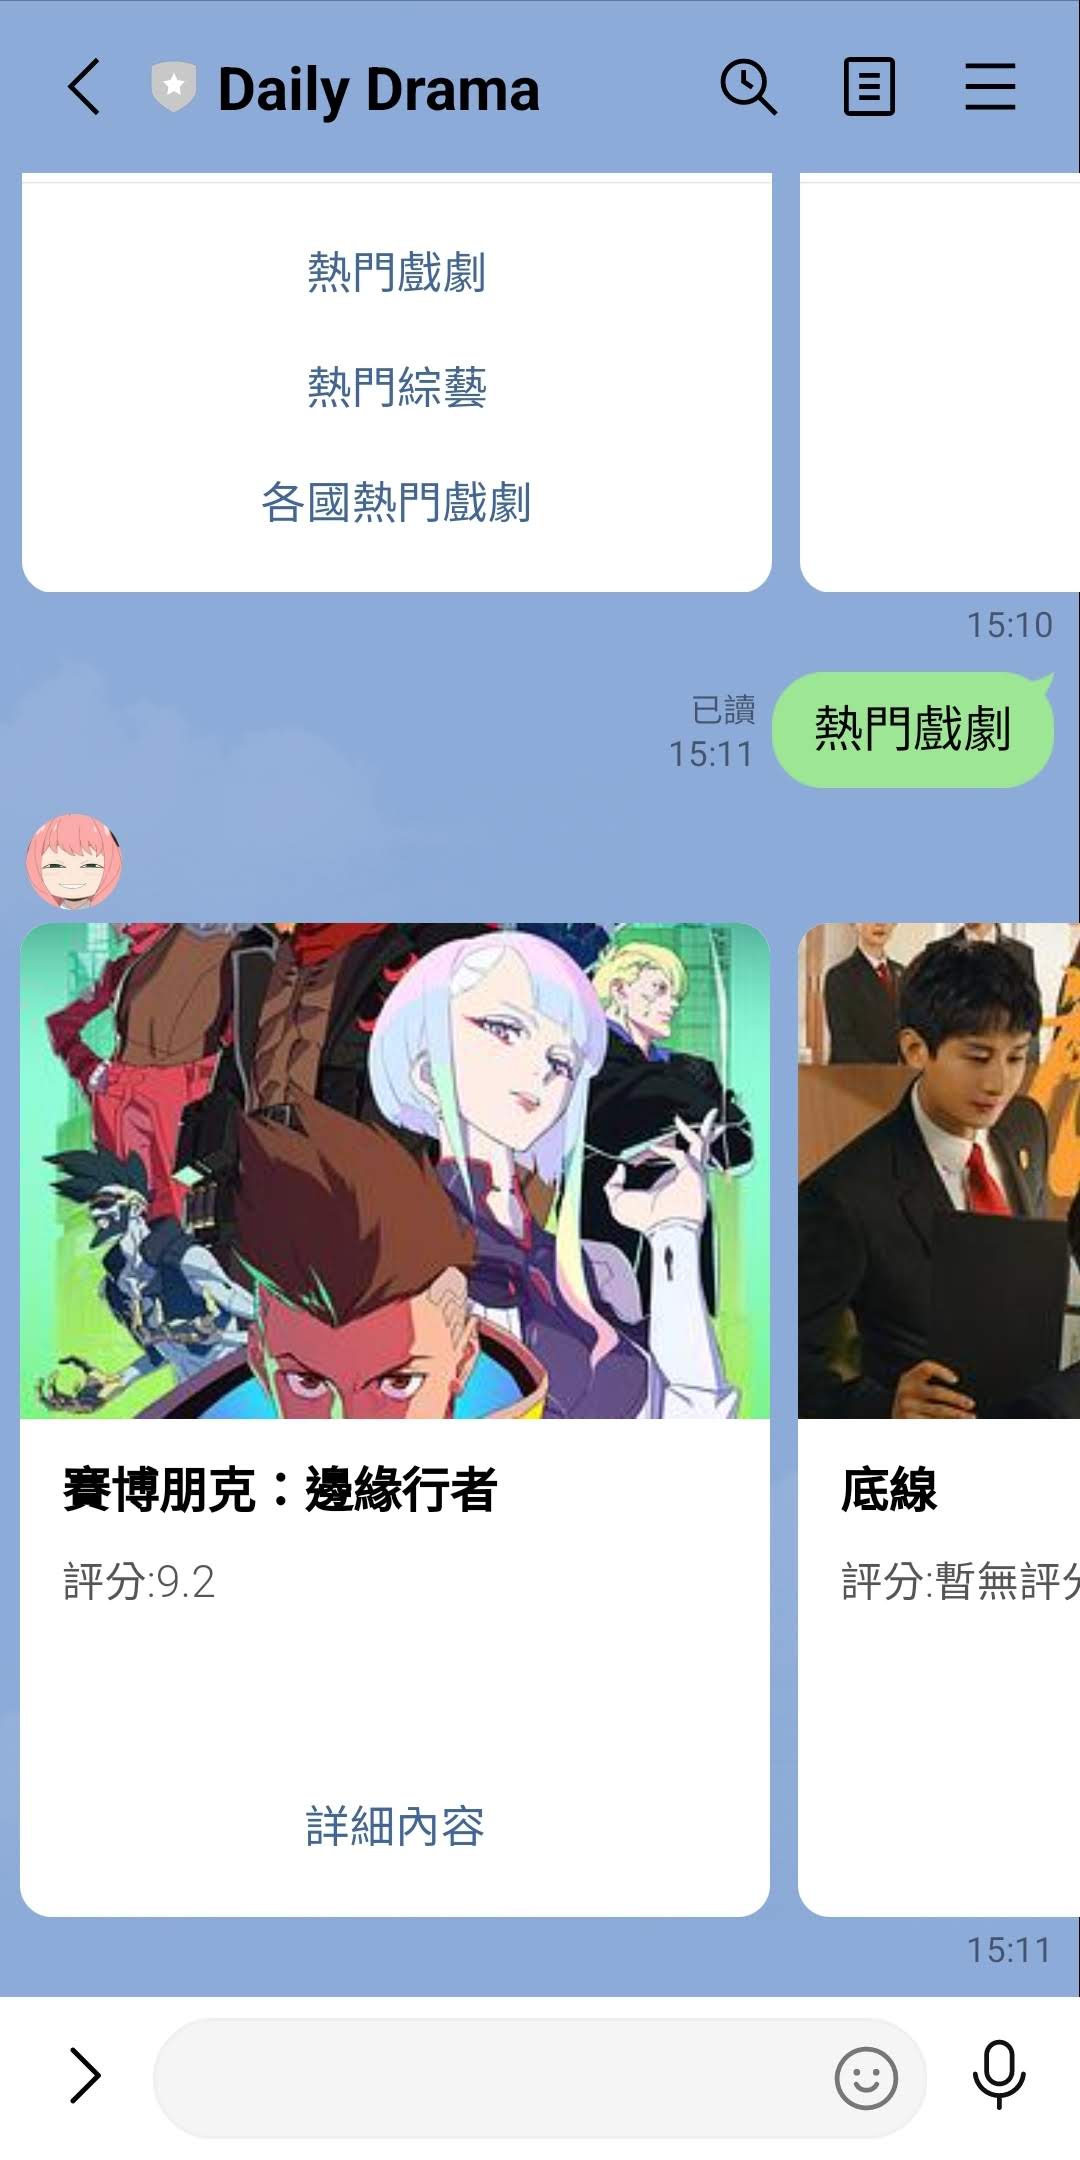 Daily Drama
熱門戲劇
熱門綜藝
各國熱門戲劇
15:10
已讀
15:11
熱門戲劇
賽博朋克：邊緣行者
評分:9.2
詳細內容
底線
評分:暫無評分
15:11